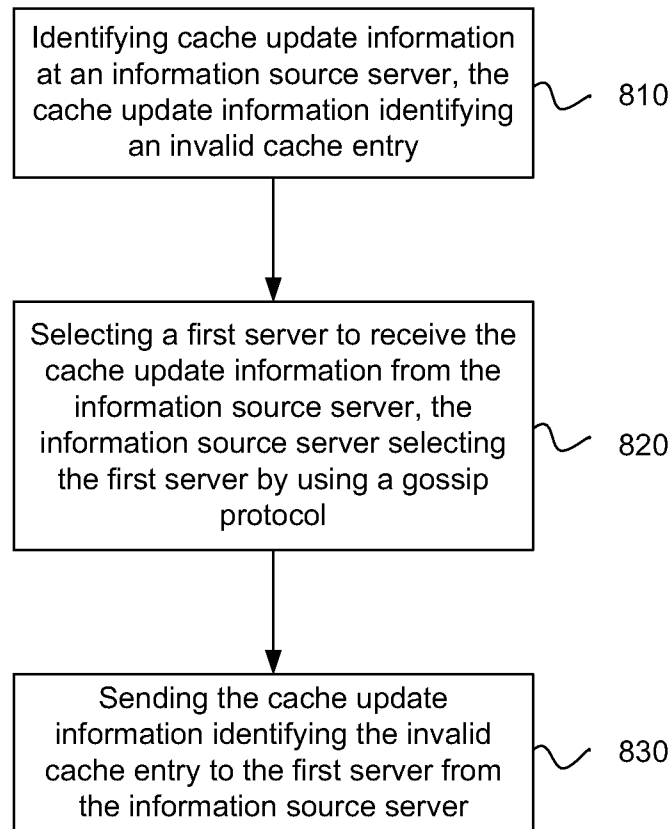 Identifying cache update information
at an information source server, the
cache update information identifying
an invalid cache entry
810
Selecting a first server to receive the
cache update information from the
information source server, the
information source server selecting
the first server by using a gossip
protocol
820
Sending the cache update
information identifying the invalid
cache entry to the first server from
the information source server
830